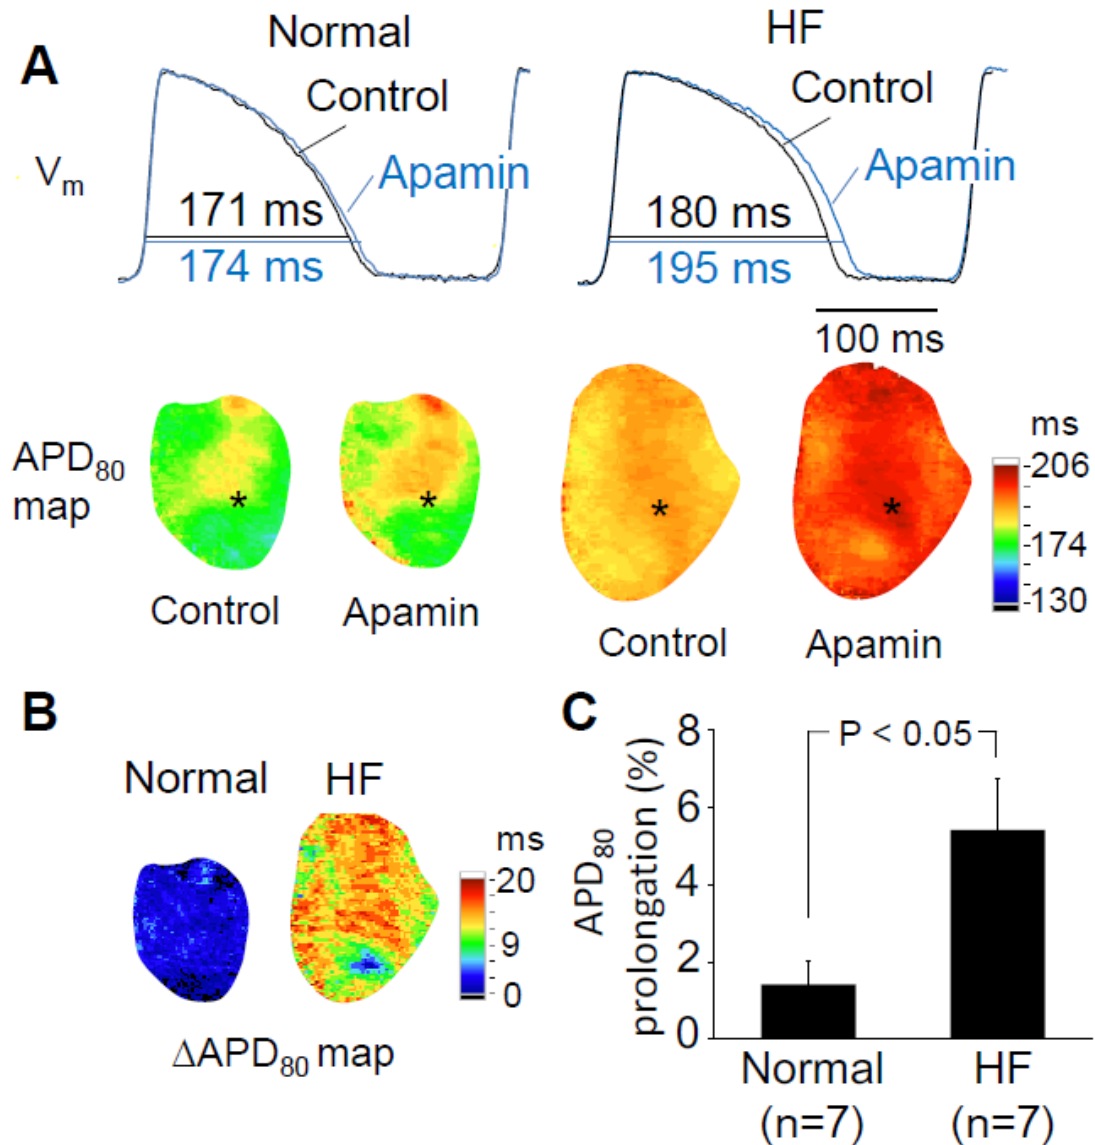 A
Normal
HF
Control
Control
Apamin
Apamin
Vm
171 ms
174 ms
180 ms
195 ms
100 ms
APD80
map
*
*
*
*
ms
206
174
130
Control
Apamin
Control
Apamin
B
Normal
HF
ms
20
9
0
ΔAPD80 map
C
APD80
prolongation (%)
8
6
4
2
0
P < 0.05
Normal
(n=7)
HF
(n=7)